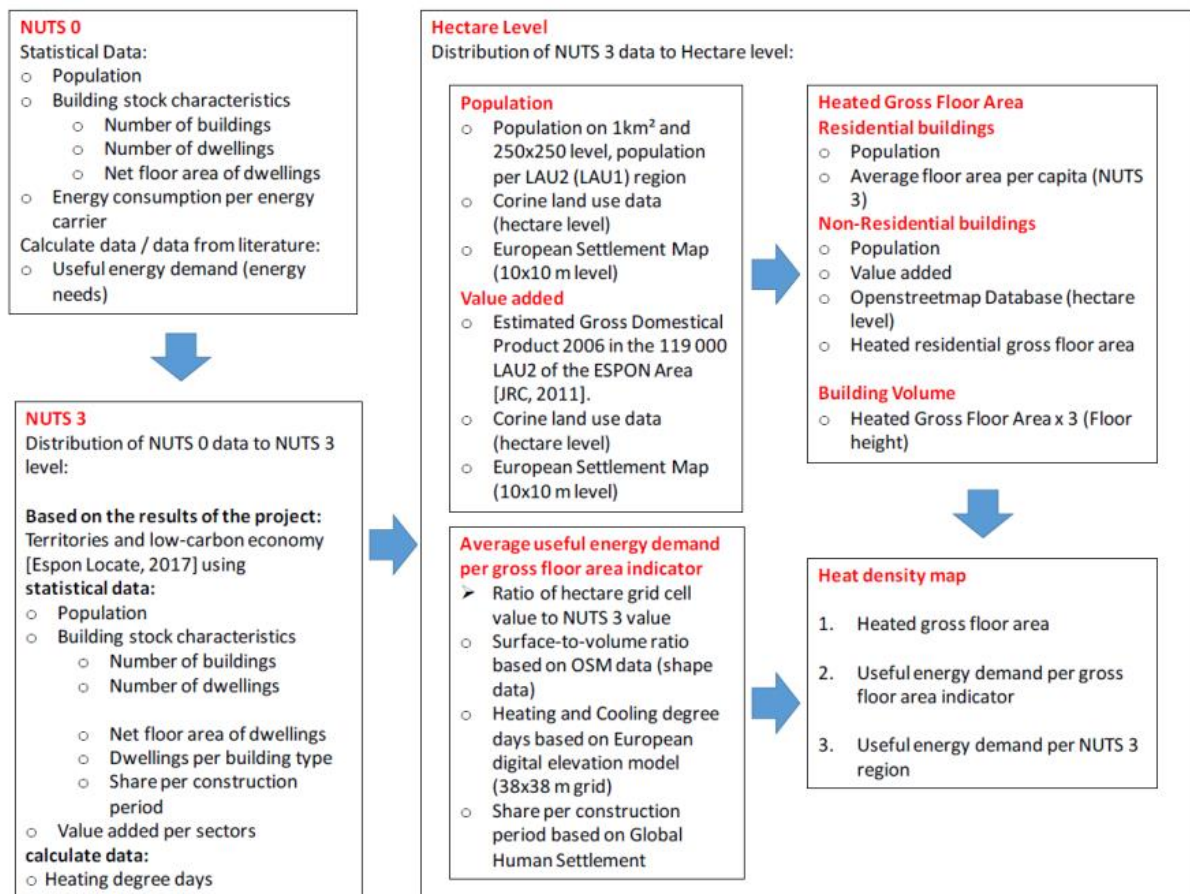 NUTS 0
Statistical Data:
o Population
o Building stock characteristics
o Number of buildings
o Number of dwellings
o Net floor area of dwellings
o Energy consumption per energy
carrier
Calculate data / data from literature:
o Useful energy demand (energy
needs)
NUTS 3
Distribution of NUTS 0 data to NUTS 3
level:
Based on the results of the project:
Territories and low-carbon economy
[Espon Locate, 2017] using
statistical data:
o Population
o Building stock characteristics
o Number of buildings
o Number of dwellings
o Net floor area of dwellings
o Dwellings per building type
o Share per construction
period
o Value added per sectors
calculate data:
o Heating degree days
Hectare Level
Distribution of NUTS 3 data to Hectare level:
Population
o Population on 1km² and
250x250 level, population
per LAU2 (LAU1) region
o Corine land use data
(hectare level)
o European Settlement Map
(10x10 m level)
Value added
o Estimated Gross Domestical
Product 2006 in the 119 000
LAU2 of the ESPON Area
[JRC, 2011].
o Corine land use data
(hectare level)
o European Settlement Map
(10x10 m level)
Heated Gross Floor Area
Residential buildings
o Population
o Average floor area per capita (NUTS
3)
Non-Residential buildings
o Population
o Value added
o Openstreetmap Database (hectare
level)
o Heated residential gross floor area
Building Volume
o Heated Gross Floor Area x 3 (Floor
height)
Average useful energy demand
per gross floor area indicator
➤ Ratio of hectare grid cell
value to NUTS 3 value
o Surface-to-volume ratio
based on OSM data (shape
data)
o Heating and Cooling degree
days based on European
digital elevation model
(38x38 m grid)
o Share per construction
period based on Global
Human Settlement
Heat density map
1. Heated gross floor area
2. Useful energy demand per gross
floor area indicator
3. Useful energy demand per NUTS 3
region